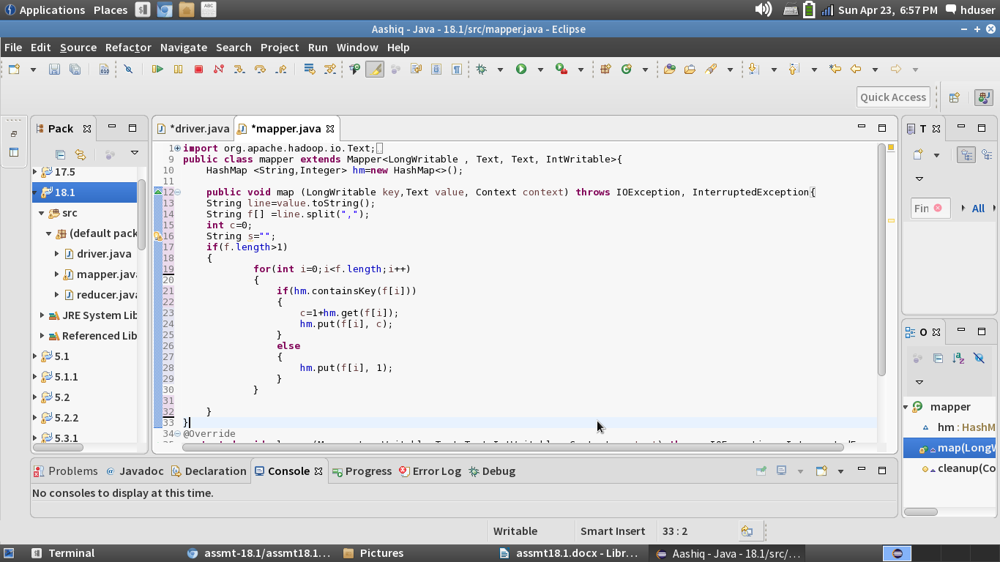 Applications Places Sun Apr 23, 6:57 PM hduser
Aashiq - Java - 18.1/src/mapper.java - Eclipse
File Edit Source Refactor Navigate Search Project Run Window Help
Quick Access
Pack
17.5
18.1
src
(default pack
driver.java
mapper.java
reducer.java
JRE System Lib
Referenced Lib
5.1
5.1.1
5.2
5.2.2
5.3.1
*driver.java *mapper.java
1 import org.apache.hadoop.io.Text;
9 public class mapper extends Mapper<LongWritable , Text, Text, IntWritable>{
10 HashMap <String,Integer> hm=new HashMap<>();
11
12 public void map (LongWritable key,Text value, Context context) throws IOException, InterruptedException{
13 String line=value.toString();
14 String f[] =line.split(",");
15 int c=0;
16 String s="";
17 if(f.length>1)
18 {
19 for(int i=0;i<f.length;i++)
20 {
21 if(hm.containsKey(f[i]))
22 {
23 c=1+hm.get(f[i]);
24 hm.put(f[i], c);
25 }
26 else
27 {
28 hm.put(f[i], 1);
29 }
30 }
31
32 }
33 }
34 @Override
T
Fin All
O
mapper
hm : HashM
map(LongW
cleanup(Co
Problems Javadoc Declaration Console Progress Error Log Debug
No consoles to display at this time.
Writable Smart Insert 33 : 2
Terminal assmt-18.1/assmt18.1... Pictures assmt18.1.docx - Libr... Aashiq - Java - 18.1/src/...